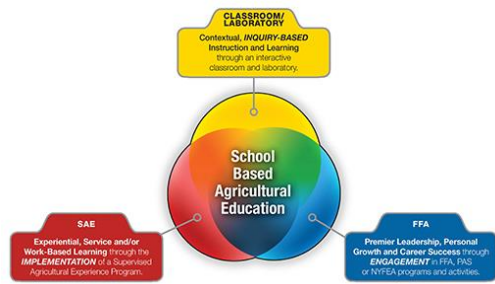 CLASSROOM/
LABORATORY
Contextual, INQUIRY-BASED
Instruction and Learning
through an interactive
classroom and laboratory.
School
Based
Agricultural
Education
SAE
Experiential, Service and/or
Work-Based Learning through the
IMPLEMENTATION of a Supervised
Agricultural Experience Program.
FFA
Premier Leadership, Personal
Growth and Career Success through
ENGAGEMENT in FFA, PAS
or NYFEA programs and activities.